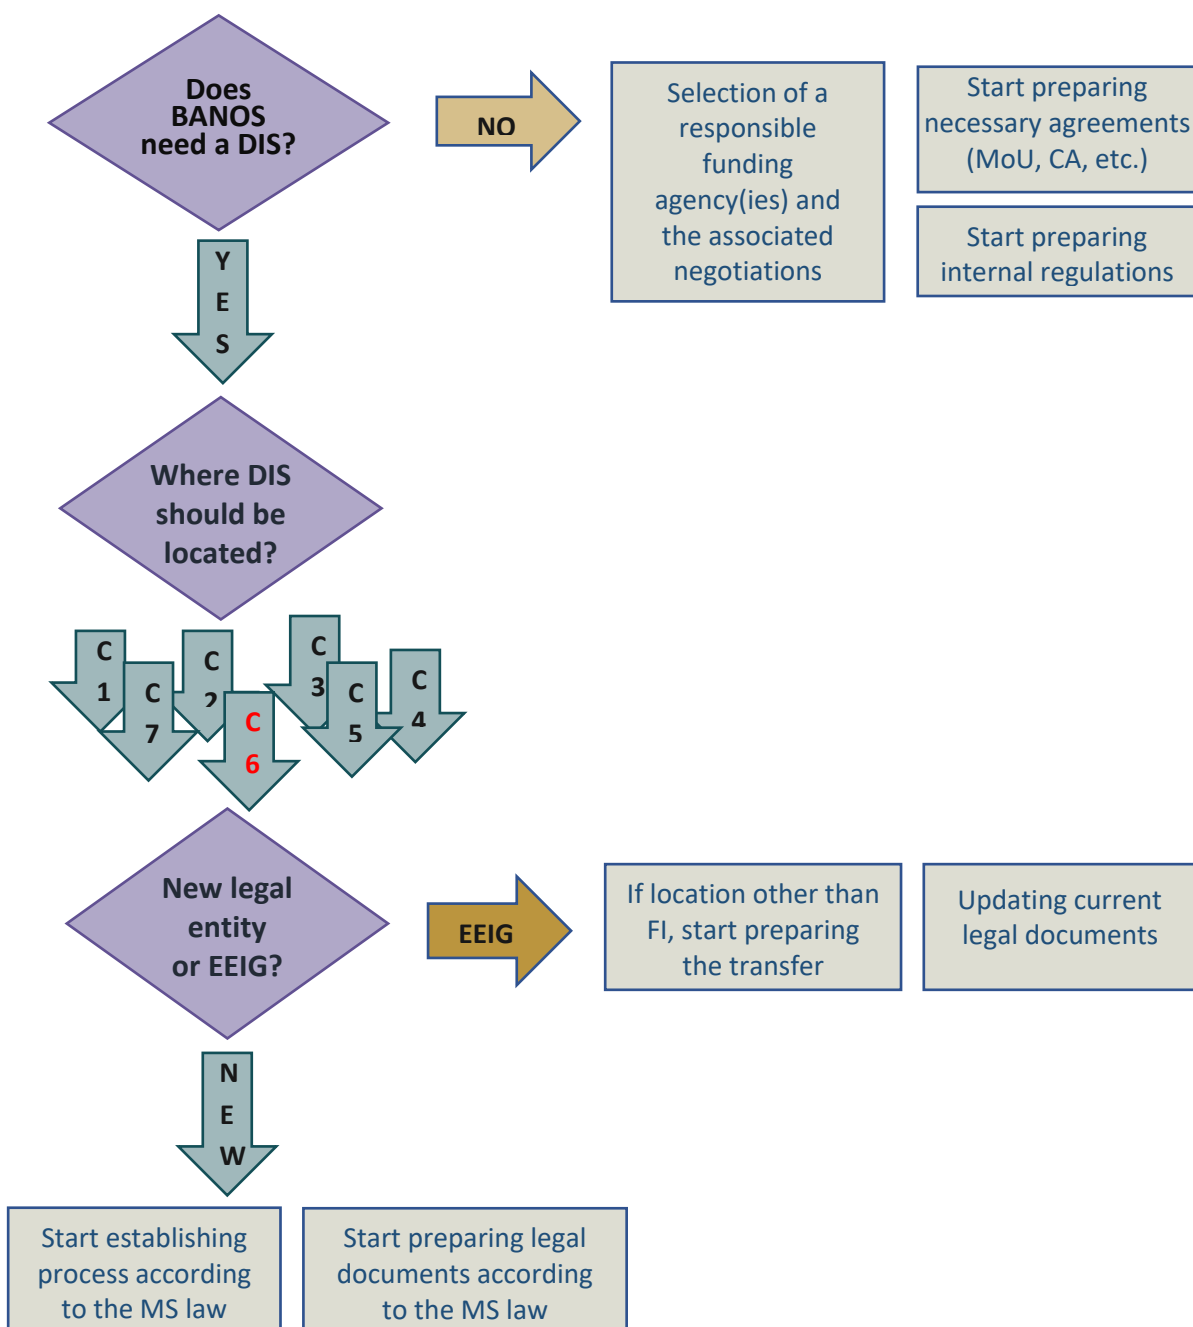 Does
BANOS
need a DIS?
NO
Selection of a
responsible
funding
agency(ies) and
the associated
negotiations
Start preparing
necessary agreements
(MoU, CA, etc.)
Start preparing
internal regulations
Y
E
S
Where DIS
should be
located?
C
1
C
7
C
2
C
6
C
3
C
5
C
4
New legal
entity
or EEIG?
EEIG
If location other than
FI, start preparing
the transfer
Updating current
legal documents
N
E
W
Start establishing
process according
to the MS law
Start preparing legal
documents according
to the MS law